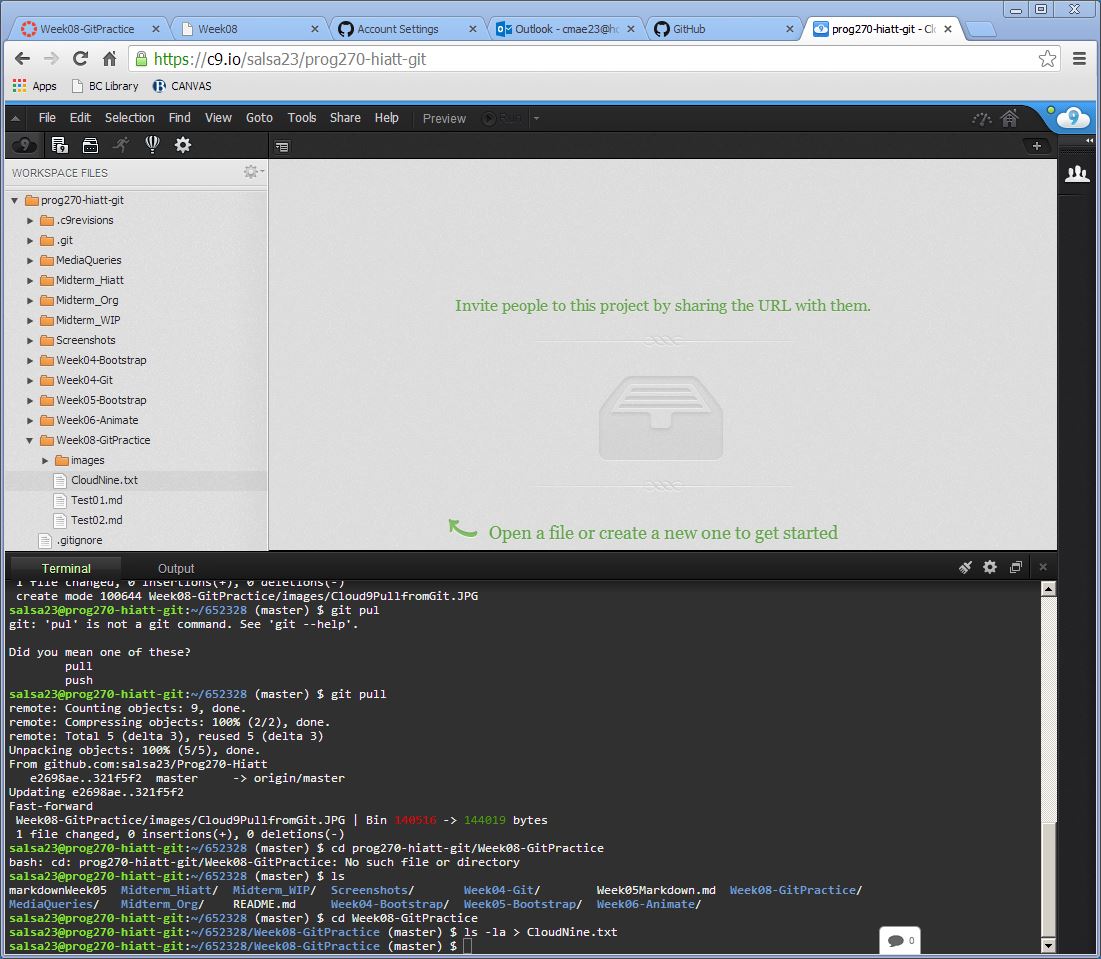 Week08-GitPractice
Week08
Account Settings
Outlook - cmae23@ho
GitHub
prog270-hiatt-git - Clo
https://c9.io/salsa23/prog270-hiatt-git
Apps BC Library CANVAS
File Edit Selection Find View Goto Tools Share Help Preview Run
WORKSPACE FILES
prog270-hiatt-git
.c9revisions
.git
MediaQueries
Midterm_Hiatt
Midterm_Org
Midterm_WIP
Screenshots
Week04-Bootstrap
Week04-Git
Week05-Bootstrap
Week06-Animate
Week08-GitPractice
images
CloudNine.txt
Test01.md
Test02.md
.gitignore
Invite people to this project by sharing the URL with them.
Open a file or create a new one to get started
Terminal Output
1 file changed, 0 insertions(+), 0 deletions(-)
create mode 100644 Week08-GitPractice/images/Cloud9PullfromGit.JPG
salsa23@prog270-hiatt-git:~/652328 (master) $ git pul
git: 'pul' is not a git command. See 'git --help'.
Did you mean one of these?
pull
push
salsa23@prog270-hiatt-git:~/652328 (master) $ git pull
remote: Counting objects: 9, done.
remote: Compressing objects: 100% (2/2), done.
remote: Total 5 (delta 3), reused 5 (delta 3)
Unpacking objects: 100% (5/5), done.
From github.com:salsa23/Prog270-Hiatt
e2698ae..321f5f2 master -> origin/master
Updating e2698ae..321f5f2
Fast-forward
Week08-GitPractice/images/Cloud9PullfromGit.JPG | Bin 140516 -> 144019 bytes
1 file changed, 0 insertions(+), 0 deletions(-)
salsa23@prog270-hiatt-git:~/652328 (master) $ cd prog270-hiatt-git/Week08-GitPractice
bash: cd: prog270-hiatt-git/Week08-GitPractice: No such file or directory
salsa23@prog270-hiatt-git:~/652328 (master) $ ls
markdownWeek05 Midterm_Hiatt/ Midterm_WIP/ Screenshots/ Week04-Git/ Week05Markdown.md Week08-GitPractice/
MediaQueries/ Midterm_Org/ README.md Week04-Bootstrap/ Week05-Bootstrap/ Week06-Animate/
salsa23@prog270-hiatt-git:~/652328 (master) $ cd Week08-GitPractice
salsa23@prog270-hiatt-git:~/652328/Week08-GitPractice (master) $ ls -la > CloudNine.txt
salsa23@prog270-hiatt-git:~/652328/Week08-GitPractice (master) $
0